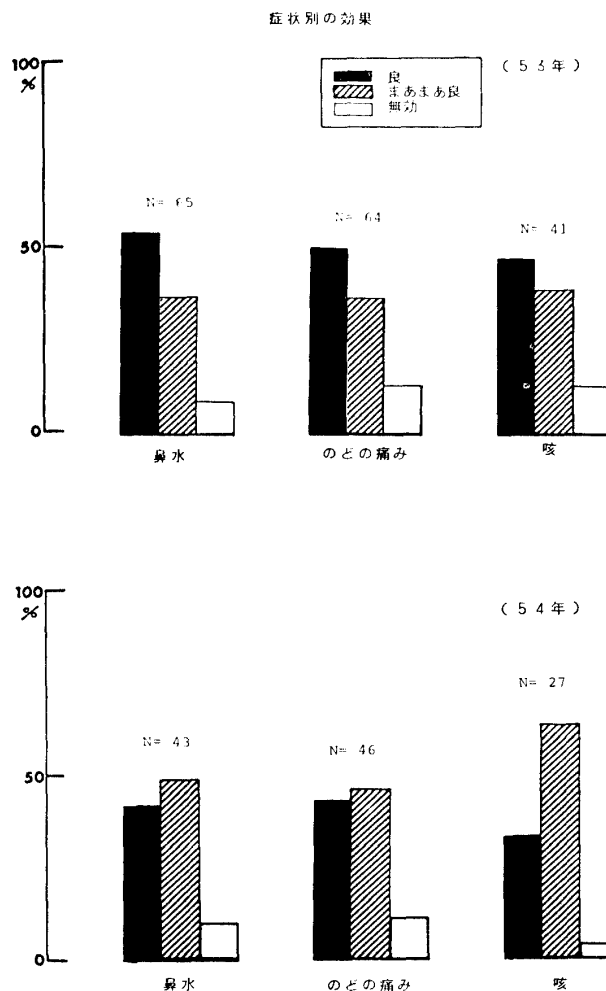 症状別の効果
100
%
(53年)
良
まあまあ良
無効
N= 65
N= 64
N= 41
50
0
鼻水
のどの痛み
咳
100
%
(54年)
N= 27
N= 43
N= 46
50
0
鼻水
のどの痛み
咳